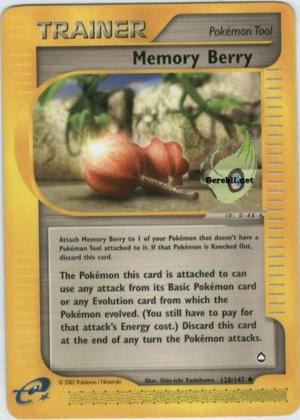 TRAINER
Pokémon Tool
Memory Berry
Serebii.net
Attach Memory Berry to 1 of your Pokémon that doesn't have a
Pokémon Tool attached to it. If that Pokémon is Knocked Out,
discard this card.
The Pokémon this card is attached to can
use any attack from its Basic Pokémon card
or any Evolution card from which the
Pokémon evolved. (You still have to pay for
that attack's Energy cost.) Discard this card
at the end of any turn the Pokémon attacks.
©2002 Pokémon / Nintendo
Illus. Shin-ichi Yoshikawa
128/147
e